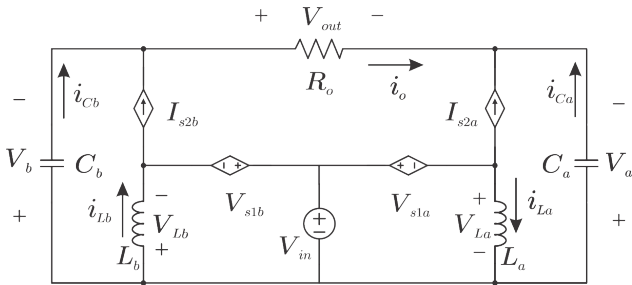 + V_out −
R_o
i_o
i_Cb
i_Ca
I_s2b
I_s2a
−
V_b
+
C_b
C_a
−
V_a
+
− +
V_s1b
+ −
V_s1a
i_Lb
−
V_Lb
+
L_b
V_in
+
−
+
V_La
−
i_La
L_a